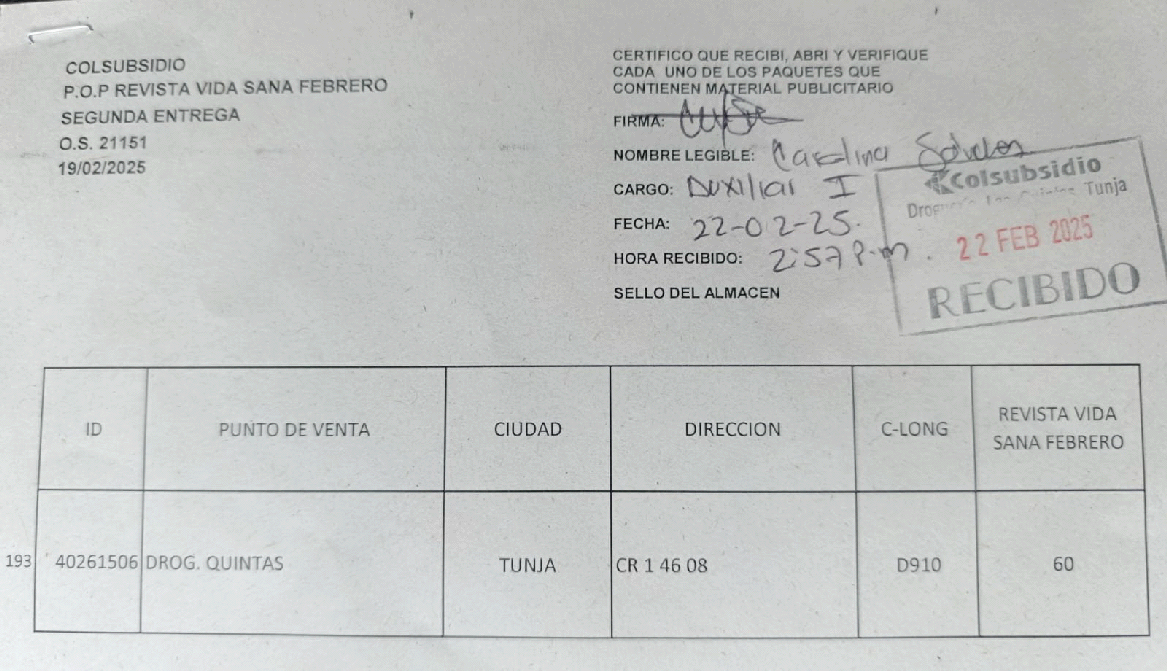 COLSUBSIDIO
P.O.P REVISTA VIDA SANA FEBRERO
SEGUNDA ENTREGA
O.S. 21151
19/02/2025
CERTIFICO QUE RECIBI, ABRI Y VERIFIQUE
CADA UNO DE LOS PAQUETES QUE
CONTIENEN MATERIAL PUBLICITARIO
FIRMA:
NOMBRE LEGIBLE: Carolina
CARGO: Auxiliar I
FECHA: 22-02-25.
HORA RECIBIDO: 2:57 P.m.
SELLO DEL ALMACEN
Colsubsidio
Tunja
22 FEB 2025
RECIBIDO
ID PUNTO DE VENTA CIUDAD DIRECCION C-LONG REVISTA VIDA
SANA FEBRERO
193 40261506 DROG. QUINTAS TUNJA CR 1 46 08 D910 60